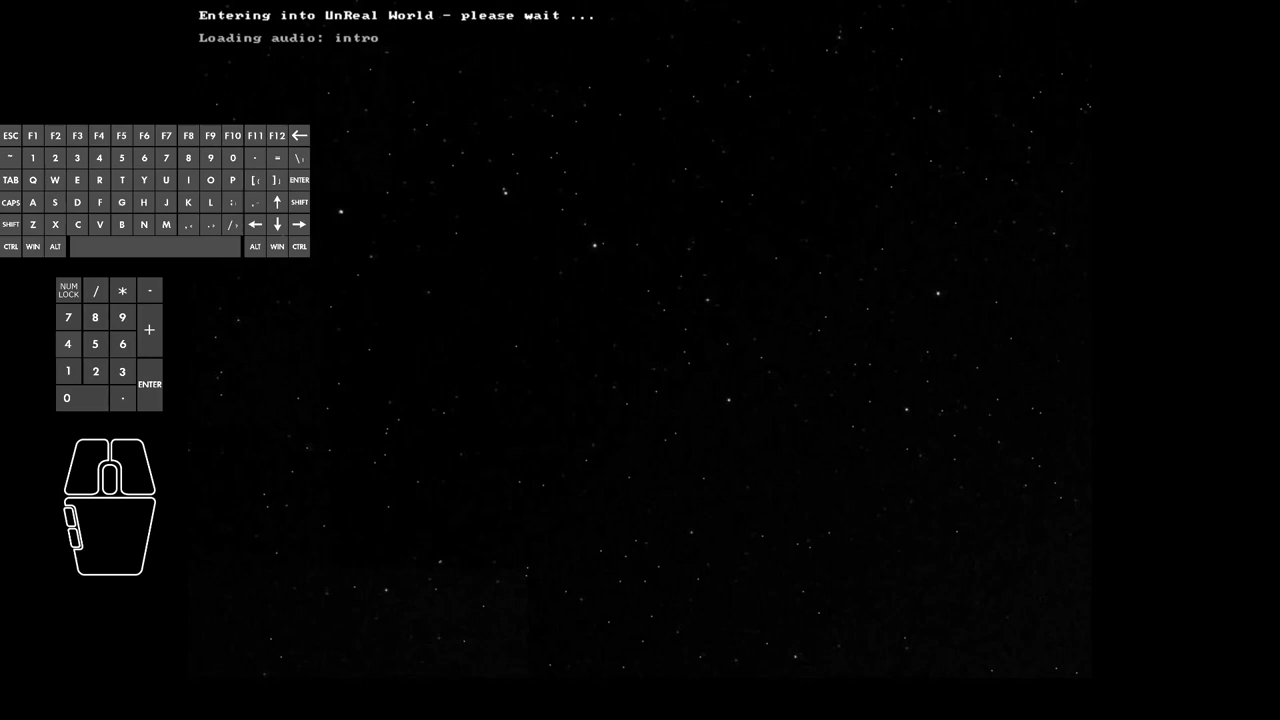 Entering into UnReal World - please wait ...
Loading audio: intro
ESC F1 F2 F3 F4 F5 F6 F7 F8 F9 F10 F11 F12 ←
~ 1 2 3 4 5 6 7 8 9 0 - = \
TAB Q W E R T Y U I O P [ ] ENTER
CAPS A S D F G H J K L ; ↑ SHIFT
SHIFT Z X C V B N M , . / ← ↓ →
CTRL WIN ALT ALT WIN CTRL
NUM LOCK / * -
7 8 9 +
4 5 6
1 2 3 ENTER
0 .